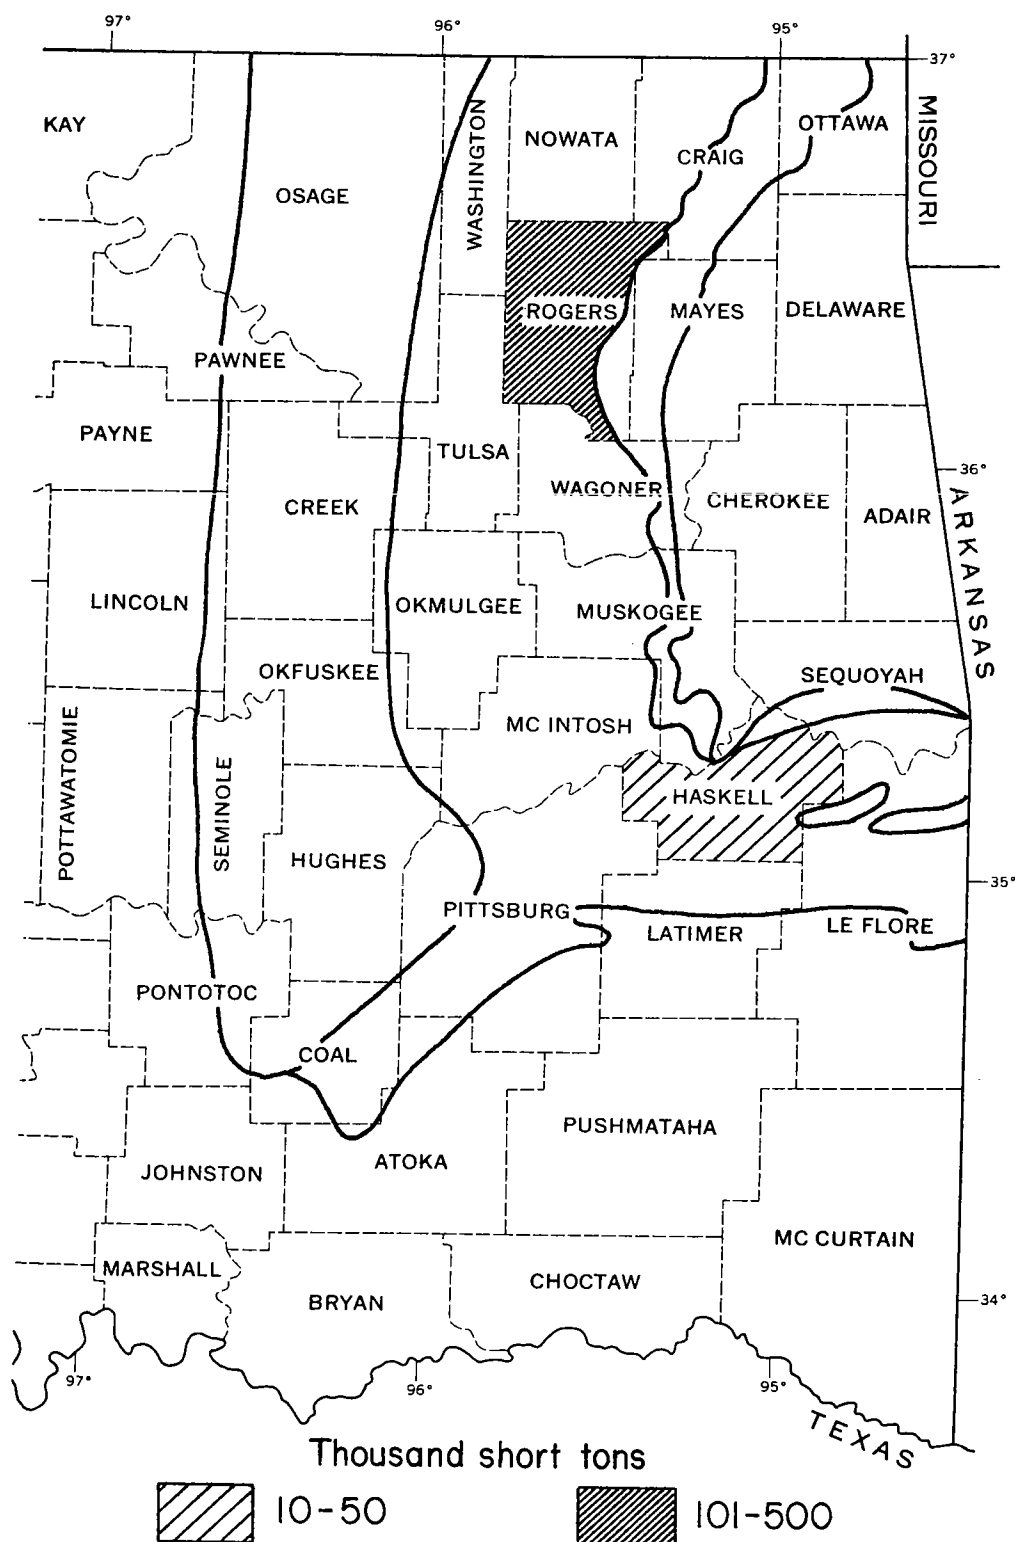 97°
96°
95°
37°
KAY
NOWATA
OTTAWA
MISSOURI
CRAIG
WASHINGTON
OSAGE
ROGERS
MAYES
DELAWARE
PAWNEE
PAYNE
TULSA
36°
WAGONER
CHEROKEE
CREEK
ADAIR
ARKANSAS
LINCOLN
OKMULGEE
MUSKOGEE
OKFUSKEE
SEQUOYAH
MC INTOSH
POTTAWATOMIE
SEMINOLE
HASKELL
HUGHES
35°
PITTSBURG
LATIMER
LE FLORE
PONTOTOC
COAL
PUSHMATAHA
ATOKA
JOHNSTON
MC CURTAIN
MARSHALL
CHOCTAW
BRYAN
34°
97°
96°
95°
TEXAS
Thousand short tons
10-50
101-500